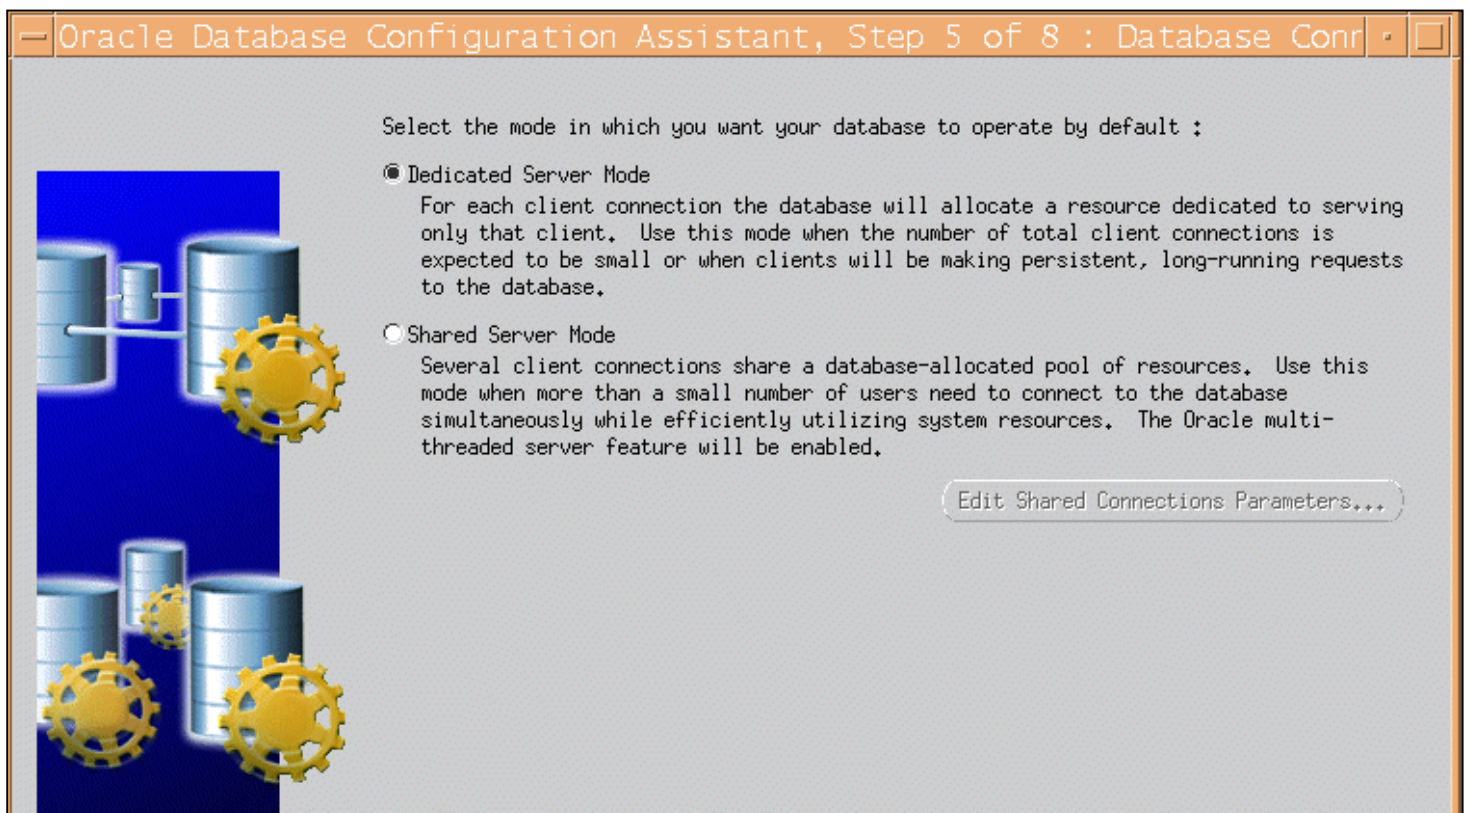 Oracle Database Configuration Assistant, Step 5 of 8 : Database Conr
Select the mode in which you want your database to operate by default :
Dedicated Server Mode
For each client connection the database will allocate a resource dedicated to serving
only that client.  Use this mode when the number of total client connections is
expected to be small or when clients will be making persistent, long-running requests
to the database.
Shared Server Mode
Several client connections share a database-allocated pool of resources.  Use this
mode when more than a small number of users need to connect to the database
simultaneously while efficiently utilizing system resources.  The Oracle multi-
threaded server feature will be enabled.
Edit Shared Connections Parameters...